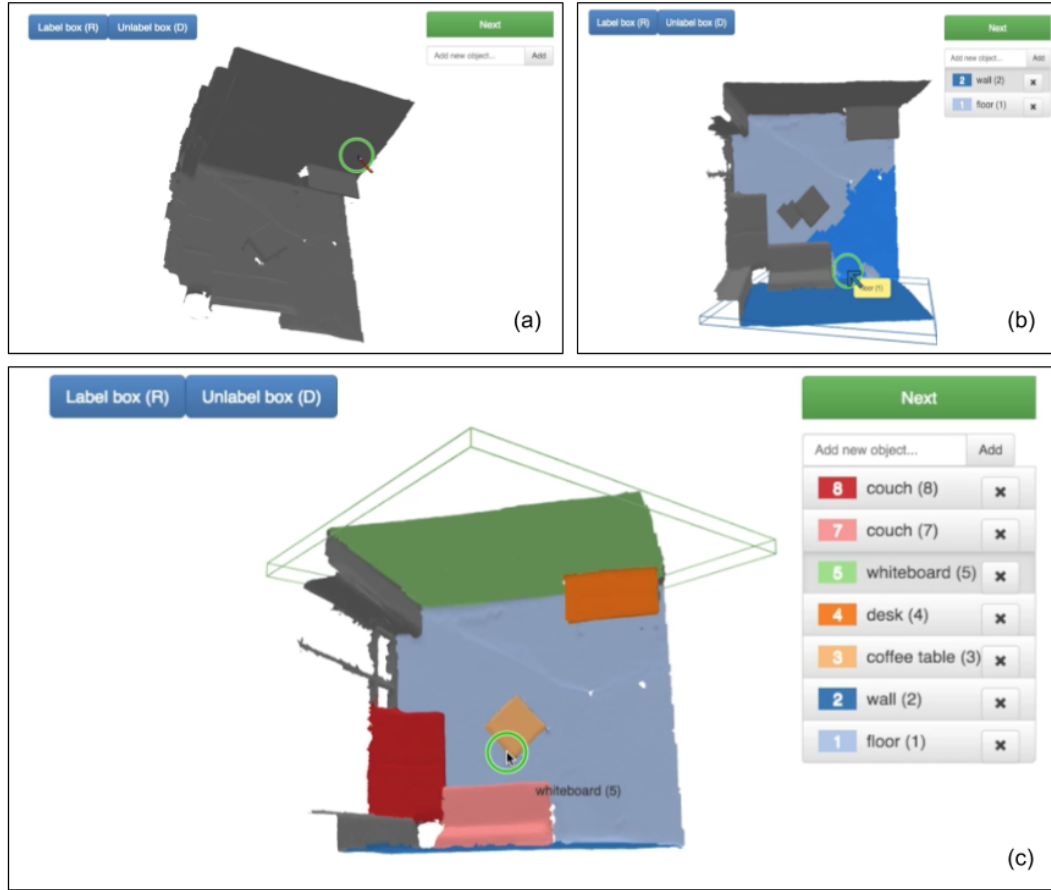 Label box (R) Unlabel box (D)
Next
Add new object... Add
(a)
Label box (R) Unlabel box (D)
Next
Add new object... Add
2 wall (2) ×
1 floor (1) ×
floor (1)
(b)
Label box (R) Unlabel box (D)
Next
Add new object... Add
8 couch (8) ×
7 couch (7) ×
5 whiteboard (5) ×
4 desk (4) ×
3 coffee table (3) ×
2 wall (2) ×
1 floor (1) ×
whiteboard (5)
(c)